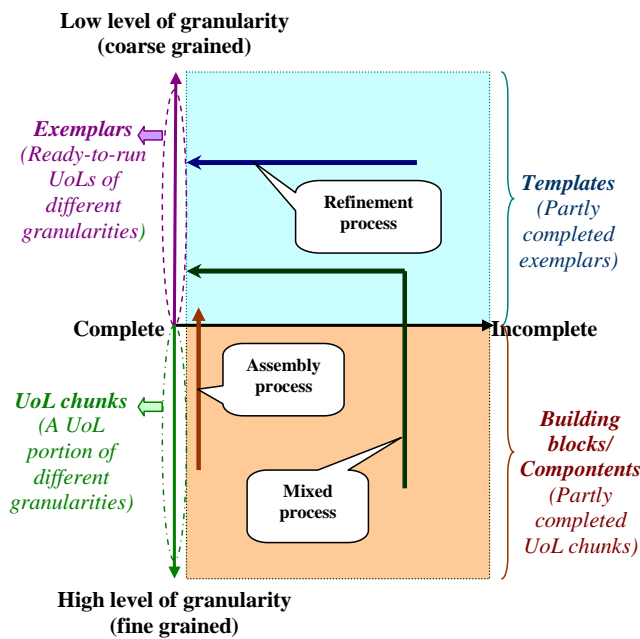 Low level of granularity
(coarse grained)
Exemplars
(Ready-to-run
UoLs of
different
granularities)
Refinement
process
Templates
(Partly
completed
exemplars)
Complete
Incomplete
Assembly
process
UoL chunks
(A UoL
portion of
different
granularities)
Mixed
process
Building
blocks/
Compontents
(Partly
completed
UoL chunks)
High level of granularity
(fine grained)